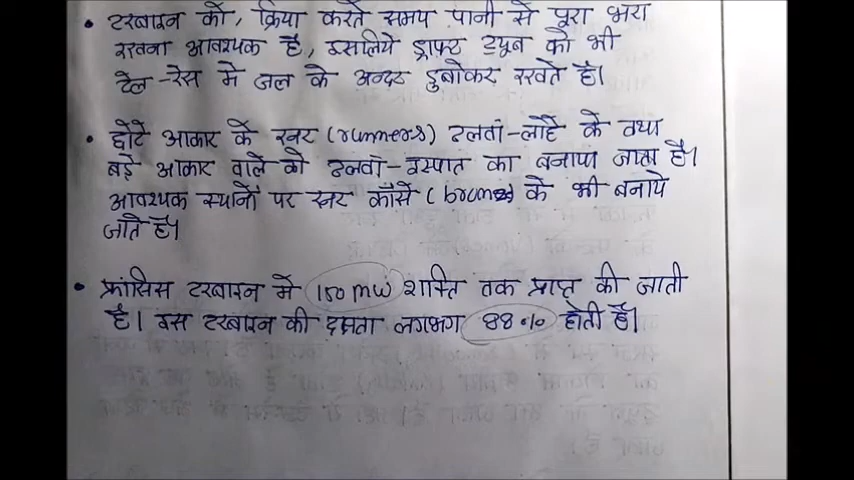 • टरबाइन को, क्रिया करते समय पानी से पूरा भरा
रखना आवश्यक है, इसलिये ड्राफ्ट ट्यूब को भी
टेल-रेस मे जल के अन्दर डुबोकर रखते है।
• छोटे आकार के रनर (runners) ढलवां-लोहे के तथा
बड़े आकार वाले को ढलवां-इस्पात का बनाया जाता है।
आवश्यक स्थानों पर रनर काँसे (bronze) के भी बनाये
जाते है।
• फ्रांसिस टरबाइन मे 150 mw शक्ति तक प्राप्त की जाती
है। इस टरबाइन की दक्षता लगभग 88% होती है।